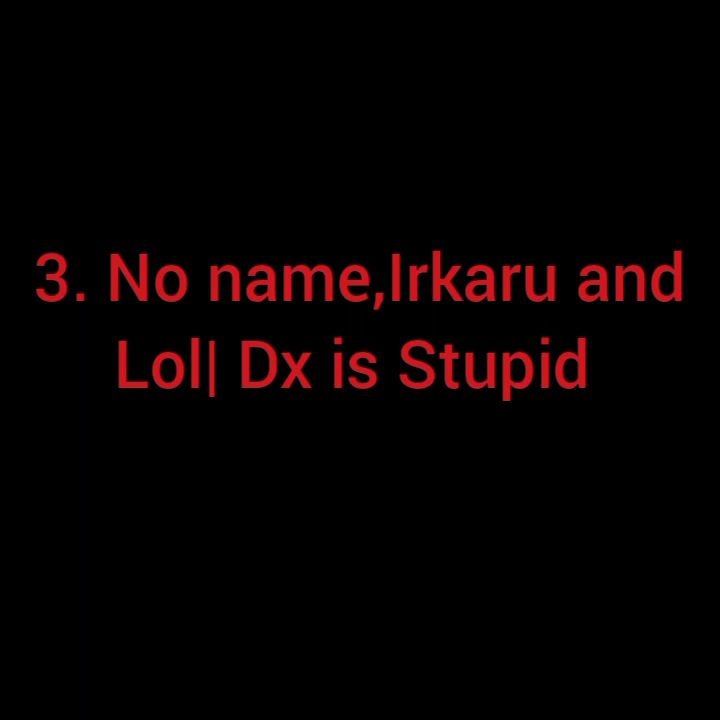 3. No name,Irkaru and
Lol| Dx is Stupid